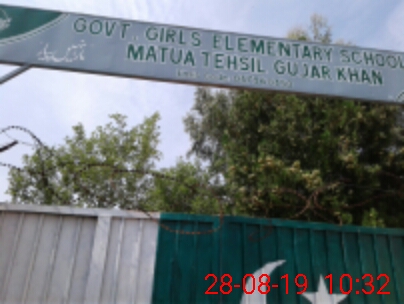 GOVT. GIRLS ELEMENTARY SCHOOL
MATUA TEHSIL GUJAR KHAN
28-08-19 10:32